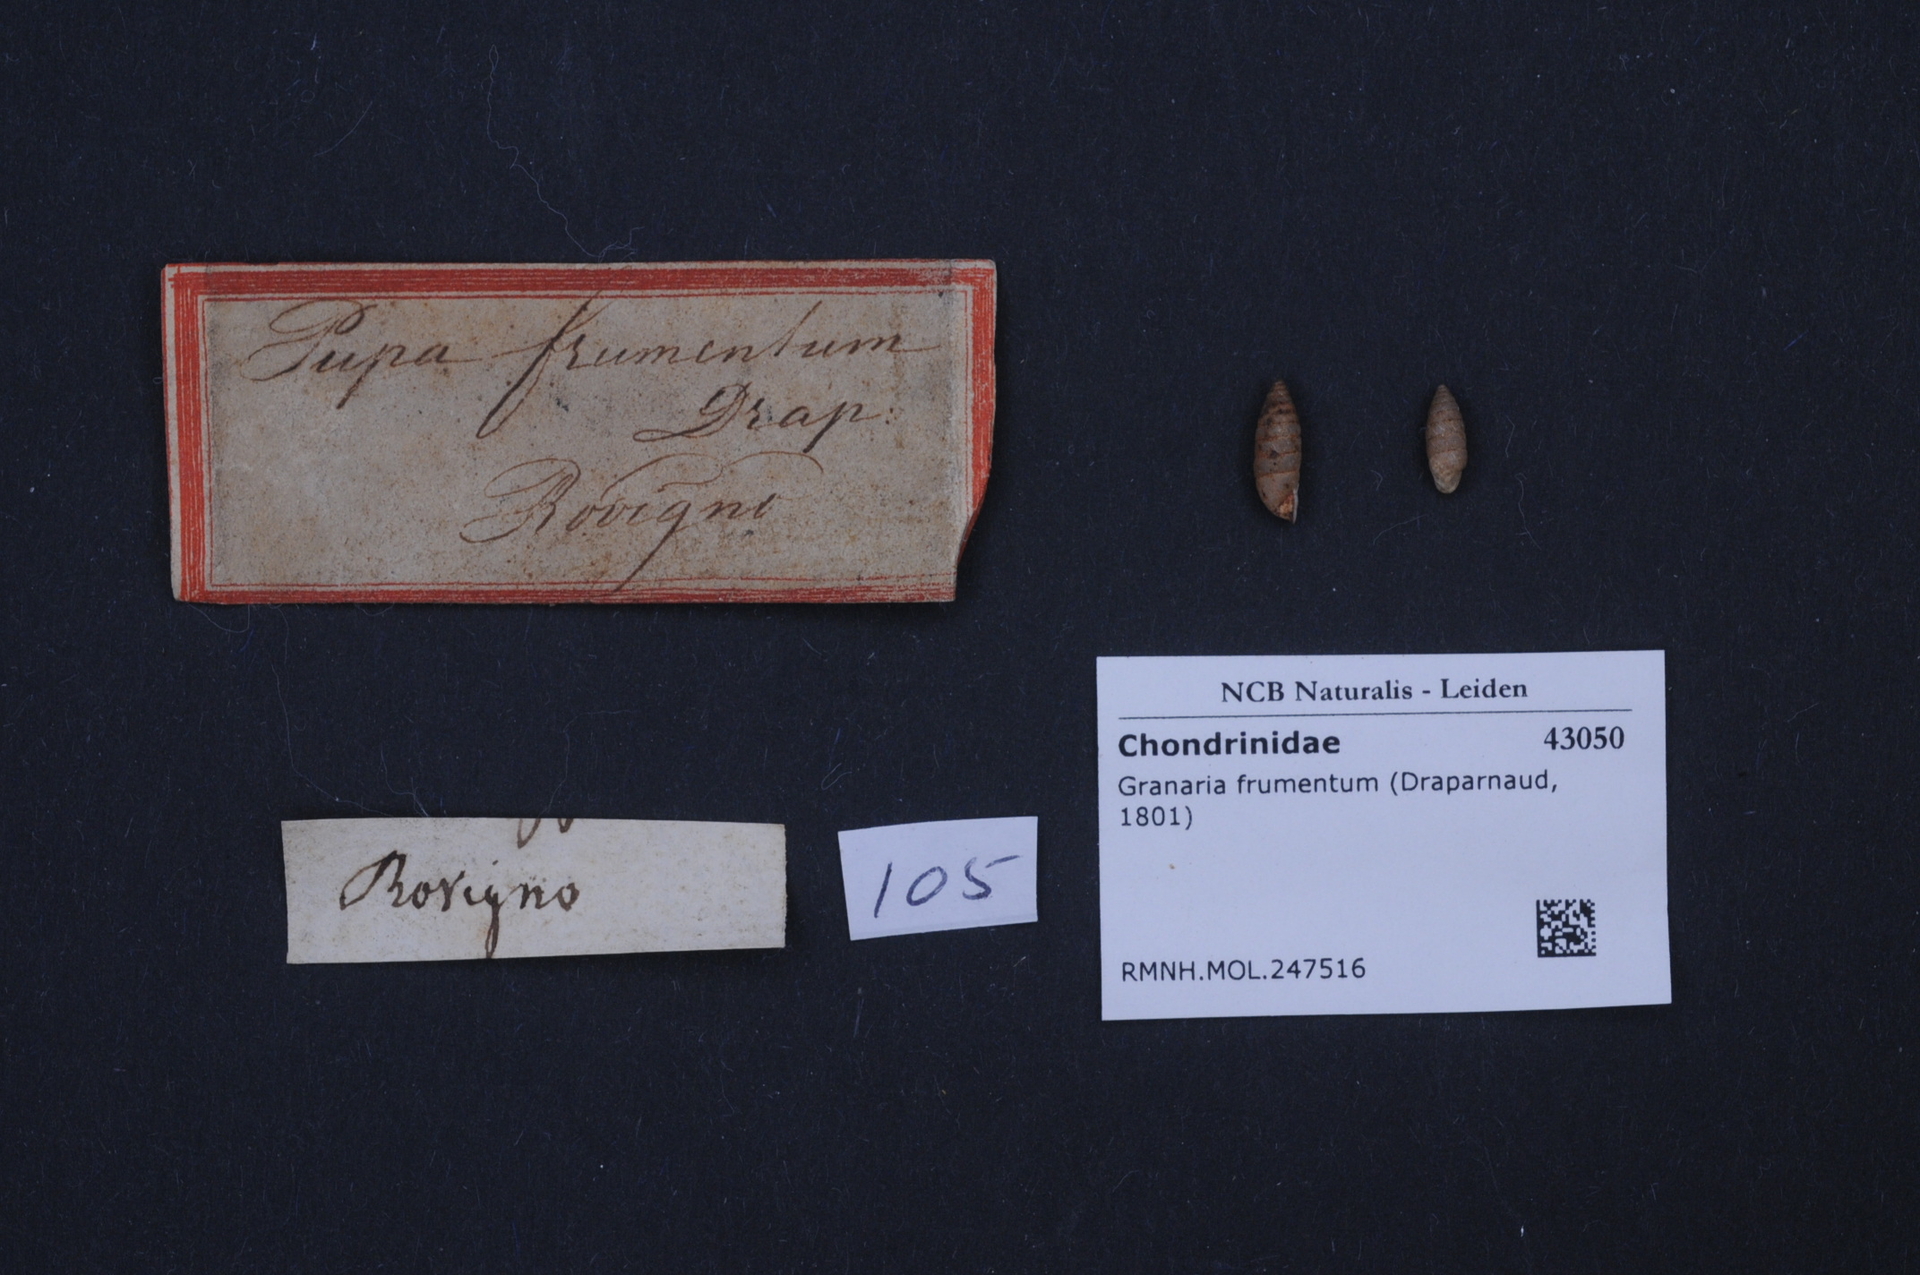 Pupa frumentum
Drap.
Rovigno
Rovigno
105
NCB Naturalis - Leiden
Chondrinidae 43050
Granaria frumentum (Draparnaud,
1801)
RMNH.MOL.247516